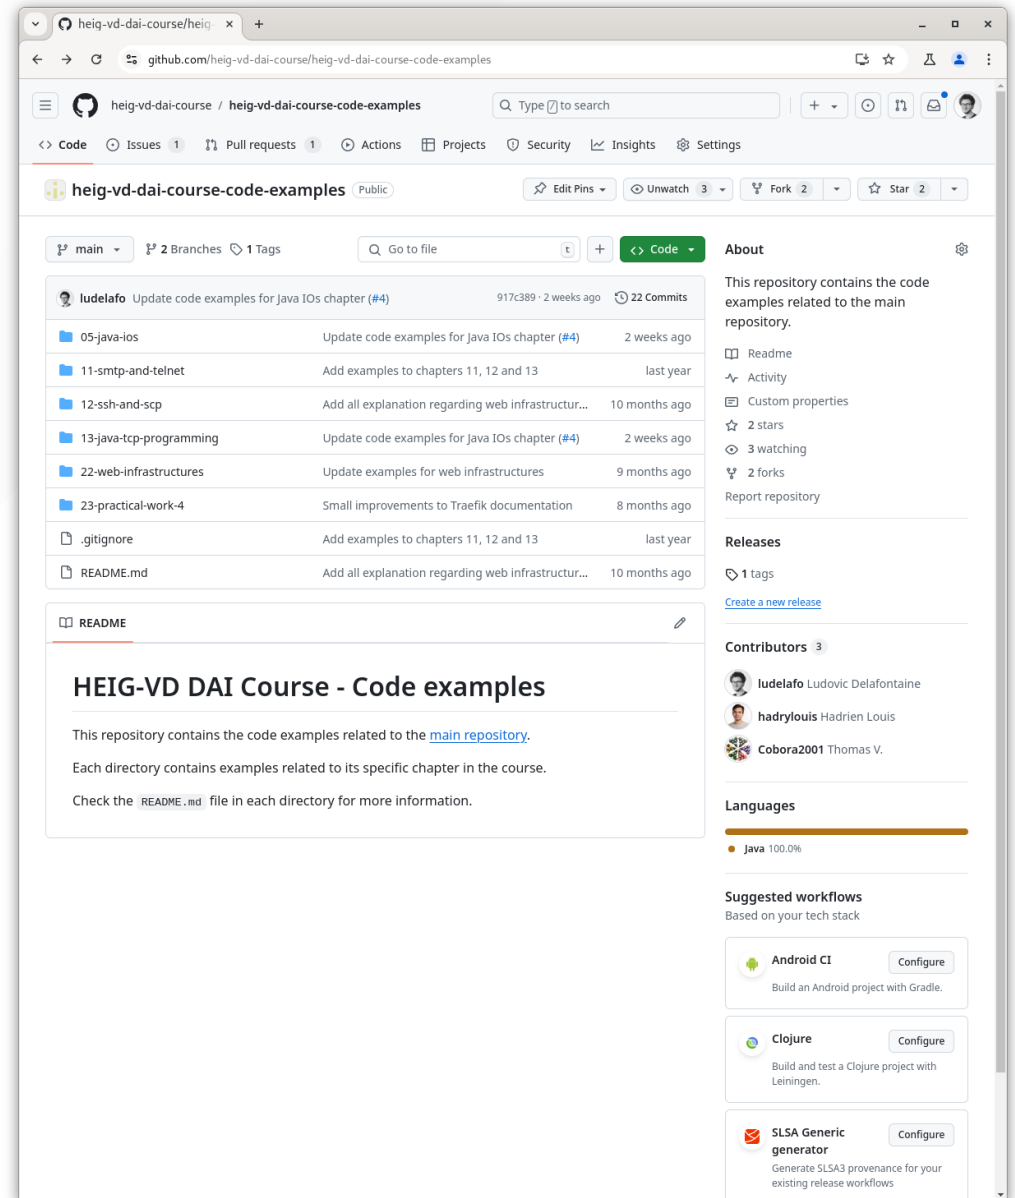 heig-vd-dai-course/heig-
github.com/heig-vd-dai-course/heig-vd-dai-course-code-examples
heig-vd-dai-course / heig-vd-dai-course-code-examples
Type / to search
Code Issues 1 Pull requests 1 Actions Projects Security Insights Settings
heig-vd-dai-course-code-examples Public
Edit Pins Unwatch 3 Fork 2 Star 2
main 2 Branches 1 Tags
Go to file t
Code
ludelafo Update code examples for Java IOs chapter (#4) 917c389 · 2 weeks ago 22 Commits
05-java-ios Update code examples for Java IOs chapter (#4) 2 weeks ago
11-smtp-and-telnet Add examples to chapters 11, 12 and 13 last year
12-ssh-and-scp Add all explanation regarding web infrastructur... 10 months ago
13-java-tcp-programming Update code examples for Java IOs chapter (#4) 2 weeks ago
22-web-infrastructures Update examples for web infrastructures 9 months ago
23-practical-work-4 Small improvements to Traefik documentation 8 months ago
.gitignore Add examples to chapters 11, 12 and 13 last year
README.md Add all explanation regarding web infrastructur... 10 months ago
README
HEIG-VD DAI Course - Code examples
This repository contains the code examples related to the main repository.
Each directory contains examples related to its specific chapter in the course.
Check the README.md file in each directory for more information.
About
This repository contains the code
examples related to the main
repository.
Readme
Activity
Custom properties
2 stars
3 watching
2 forks
Report repository
Releases
1 tags
Create a new release
Contributors 3
ludelafo Ludovic Delafontaine
hadrylouis Hadrien Louis
Cobora2001 Thomas V.
Languages
Java 100.0%
Suggested workflows
Based on your tech stack
Android CI Configure
Build an Android project with Gradle.
Clojure Configure
Build and test a Clojure project with
Leiningen.
SLSA Generic
generator
Configure
Generate SLSA3 provenance for your
existing release workflows